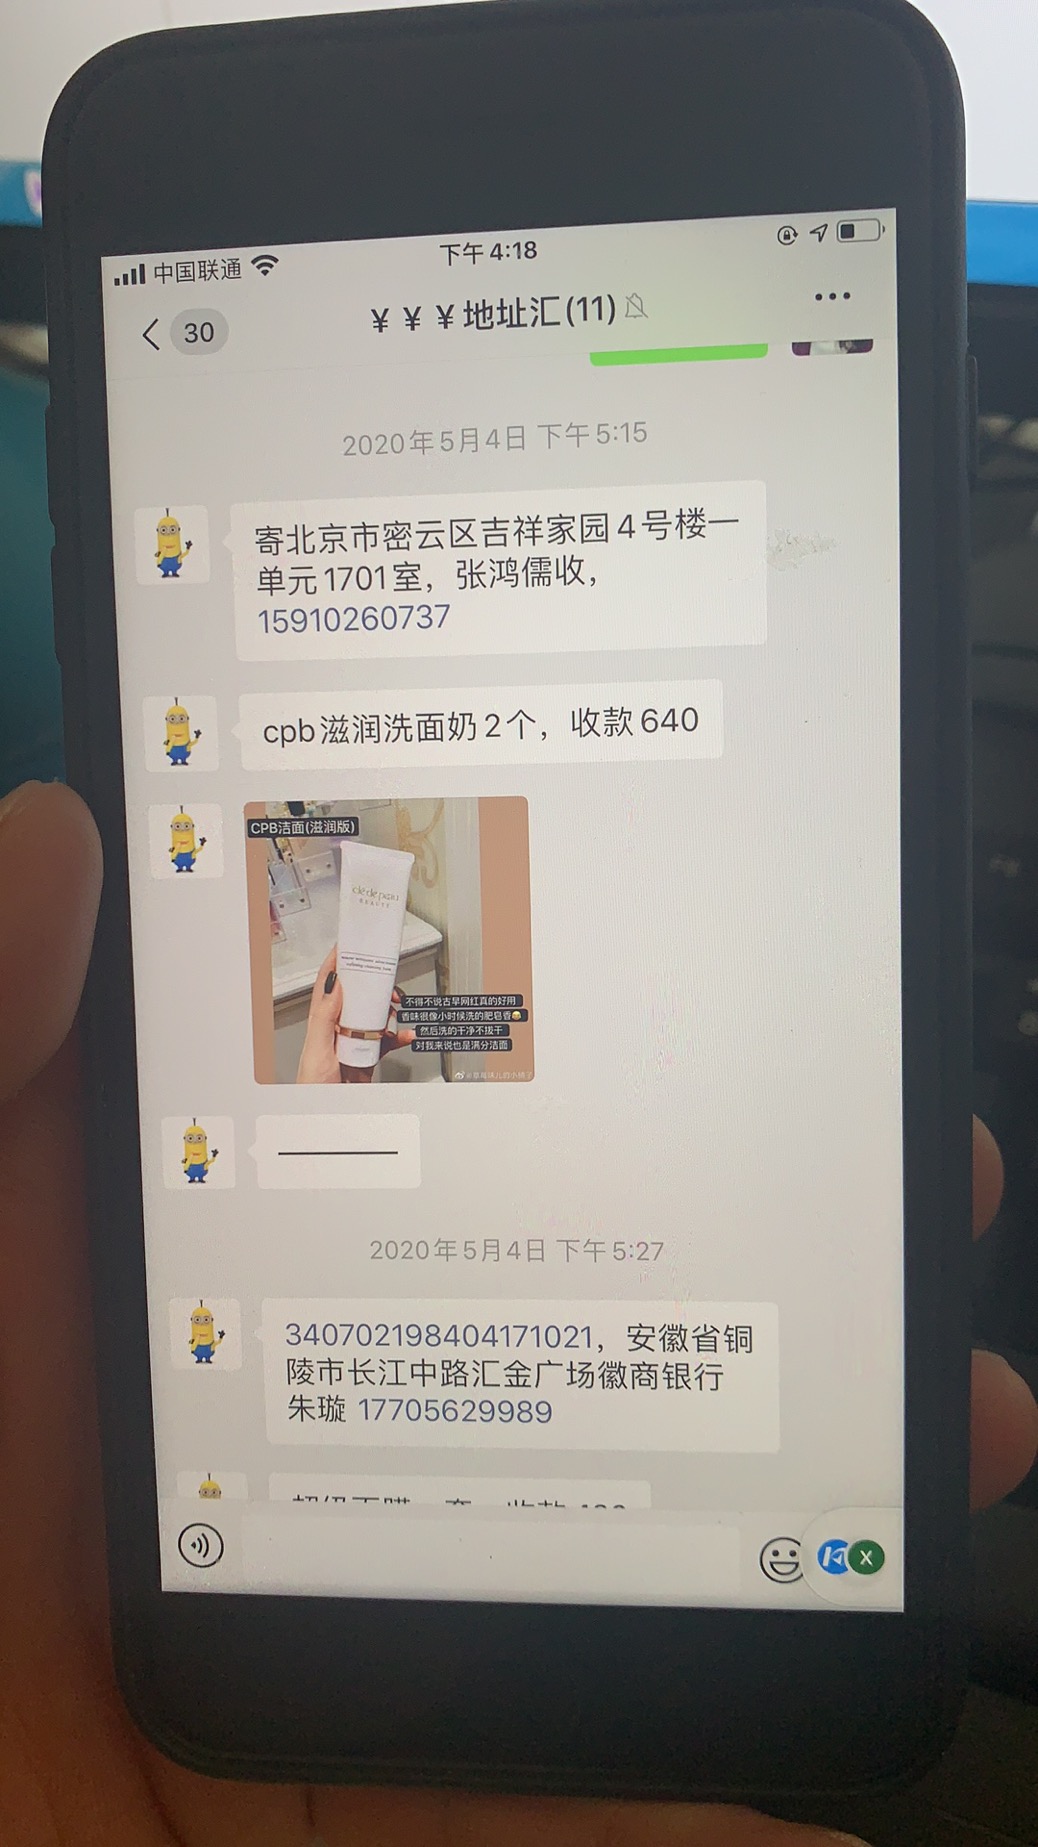 中国联通
下午4:18
30
¥ ¥ ¥地址汇(11)
2020年5月4日 下午5:15
寄北京市密云区吉祥家园4号楼一
单元1701室，张鸿儒收，
15910260737
cpb滋润洗面奶2个，收款640
CPB洁面(滋润版)
clé de peau
BEAUTÉ
不得不说古早网红真的好用
香味很像小时候洗的肥皂香😂
然后洗的干净不拔干
对我来说也是满分洁面
2020年5月4日 下午5:27
340702198404171021，安徽省铜
陵市长江中路汇金广场徽商银行
朱璇 17705629989
X